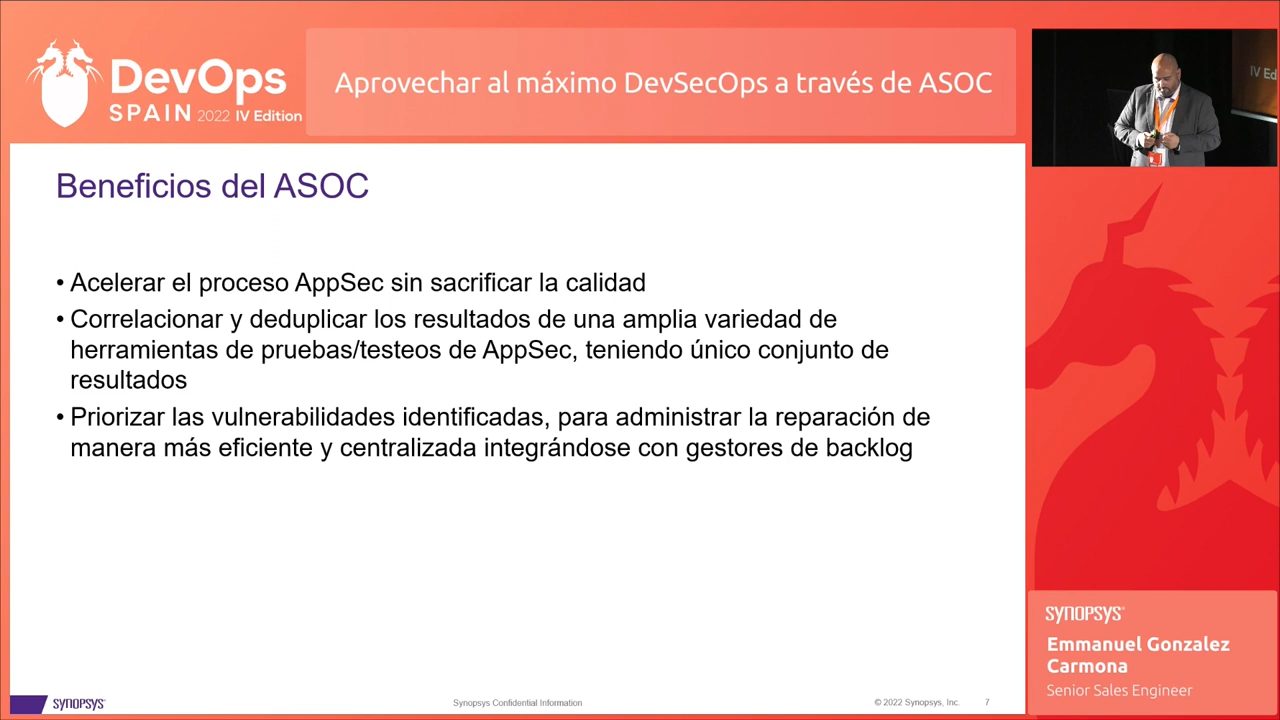 DevOps
SPAIN 2022 IV Edition
Aprovechar al máximo DevSecOps a través de ASOC
IV Ed
Beneficios del ASOC
• Acelerar el proceso AppSec sin sacrificar la calidad
• Correlacionar y deduplicar los resultados de una amplia variedad de
herramientas de pruebas/testeos de AppSec, teniendo único conjunto de
resultados
• Priorizar las vulnerabilidades identificadas, para administrar la reparación de
manera más eficiente y centralizada integrándose con gestores de backlog
SYNOPSYS®
Emmanuel Gonzalez
Carmona
Senior Sales Engineer
SYNOPSYS®
Synopsys Confidential Information
© 2022 Synopsys, Inc.
7